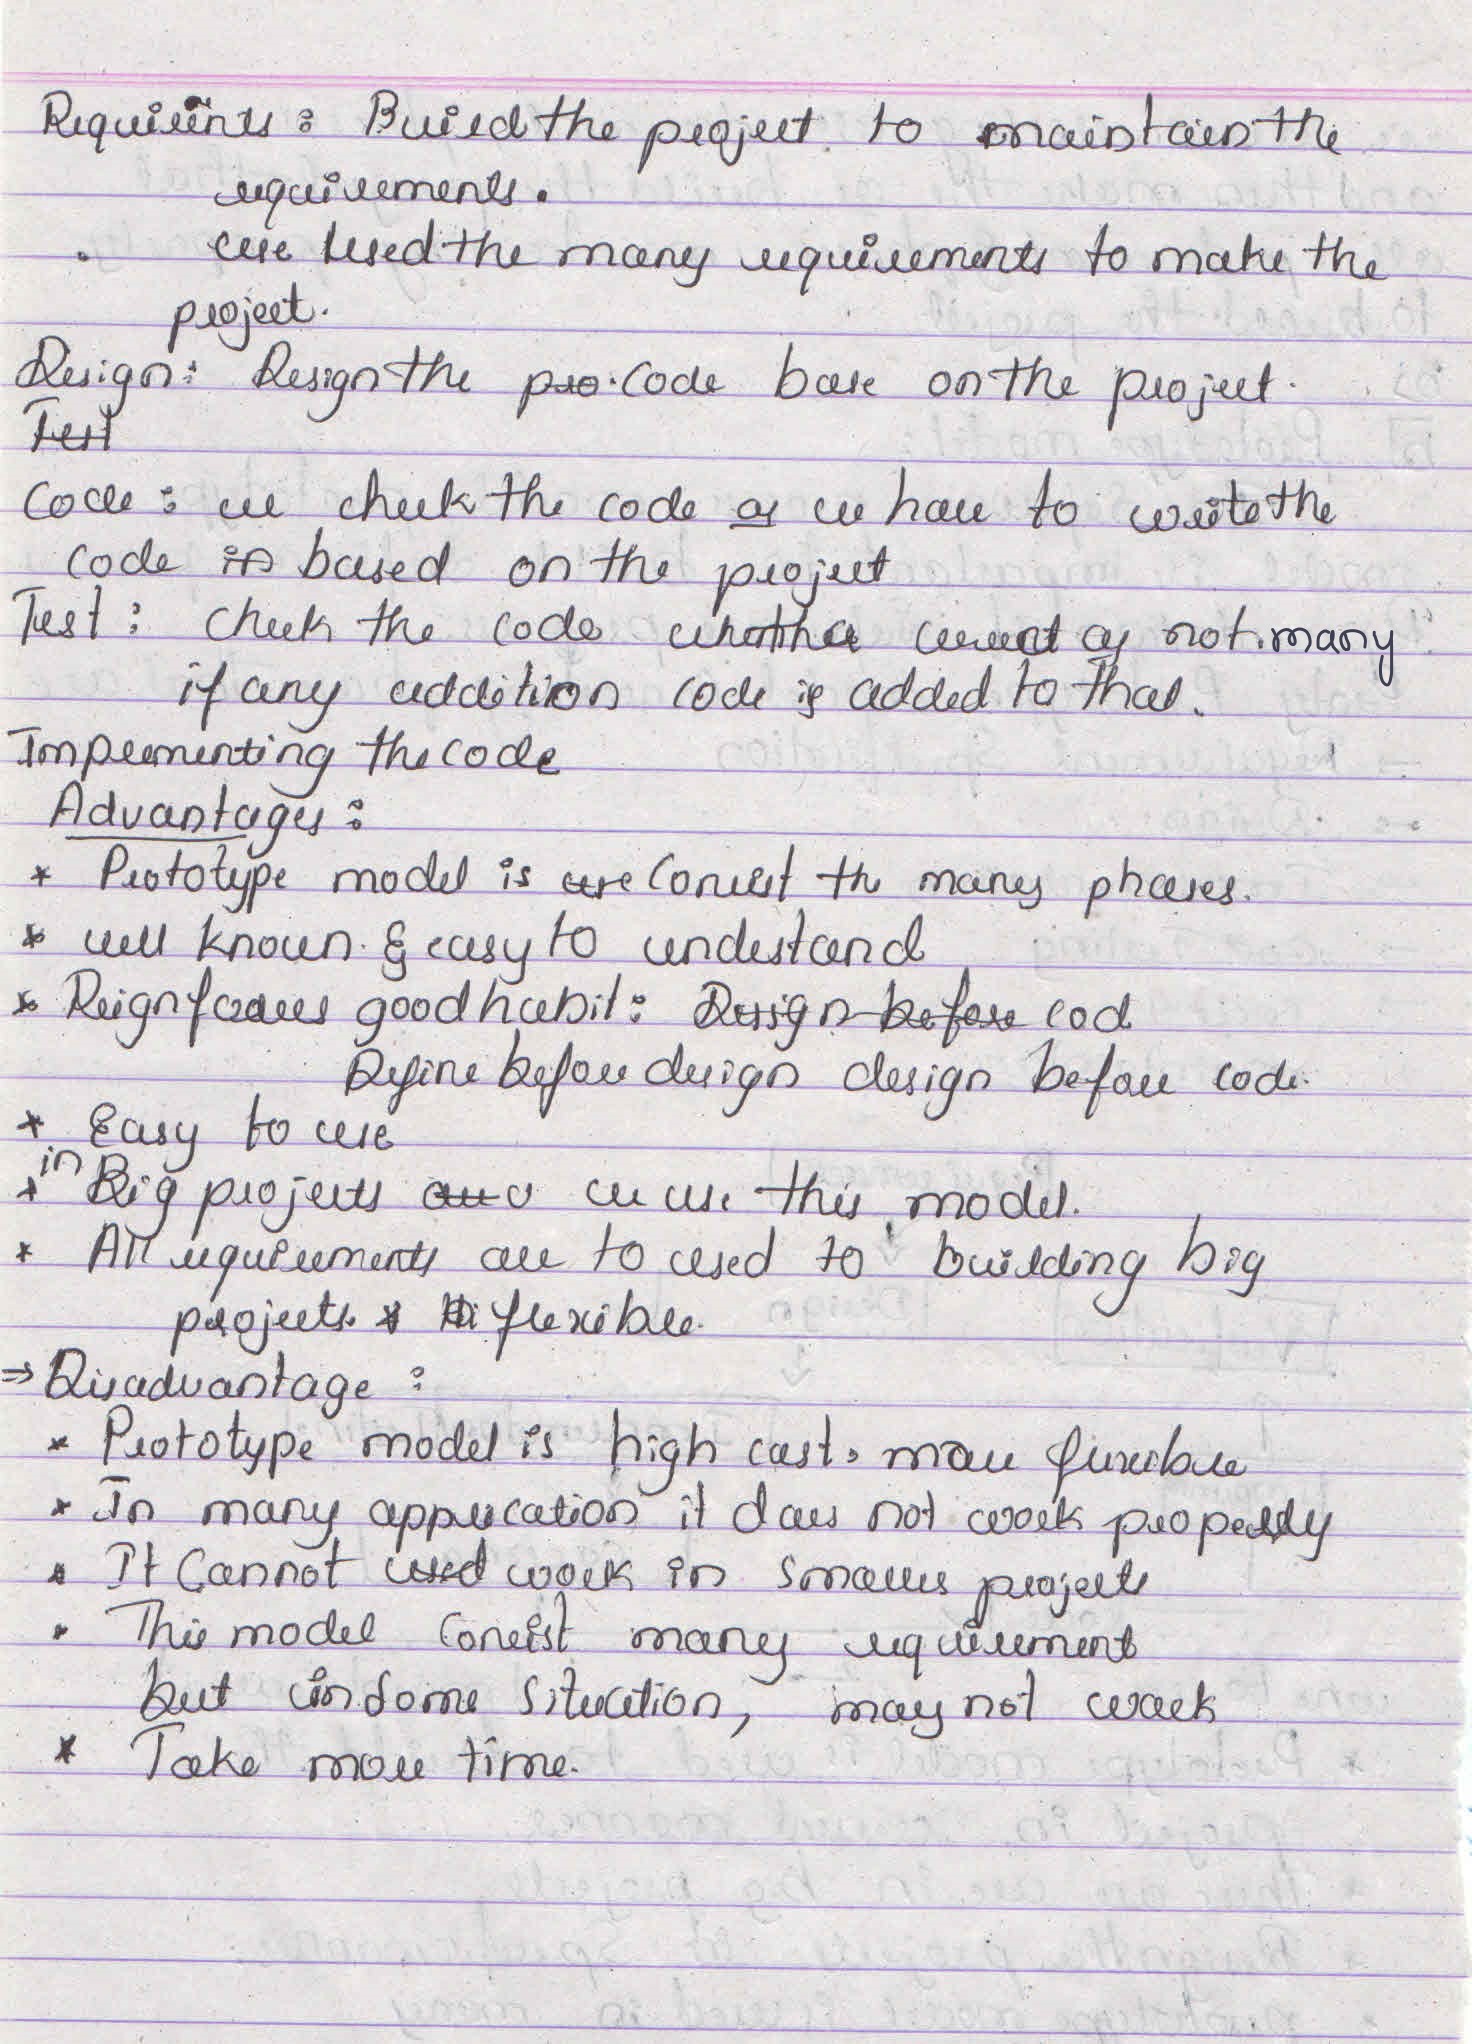 Requirements: Build the project to maintain the
requirements.
. we used the many requirements to make the
project.
Design: Design the pro. code base on the project.
Test
Code: we check the code as we have to write the
code in based on the project
Test: check the code whether correct or not. many
if any addition code is added to that.
Implementing the code
Advantages:
* Prototype model is are consist the many phases.
* well known & easy to understand
* Reignforces good habit: Design before cod
Define before design design before code.
* Easy to use
* in Big projects we use this model.
* All requirements are to used to building big
projects. * flexible.
⇒ Disadvantage:
* Prototype model is high cost. more flexible
* In many application it does not work properly
* It cannot used work in smaller projects
* This model consist many requirement
but in some situation, may not work
* Take more time.